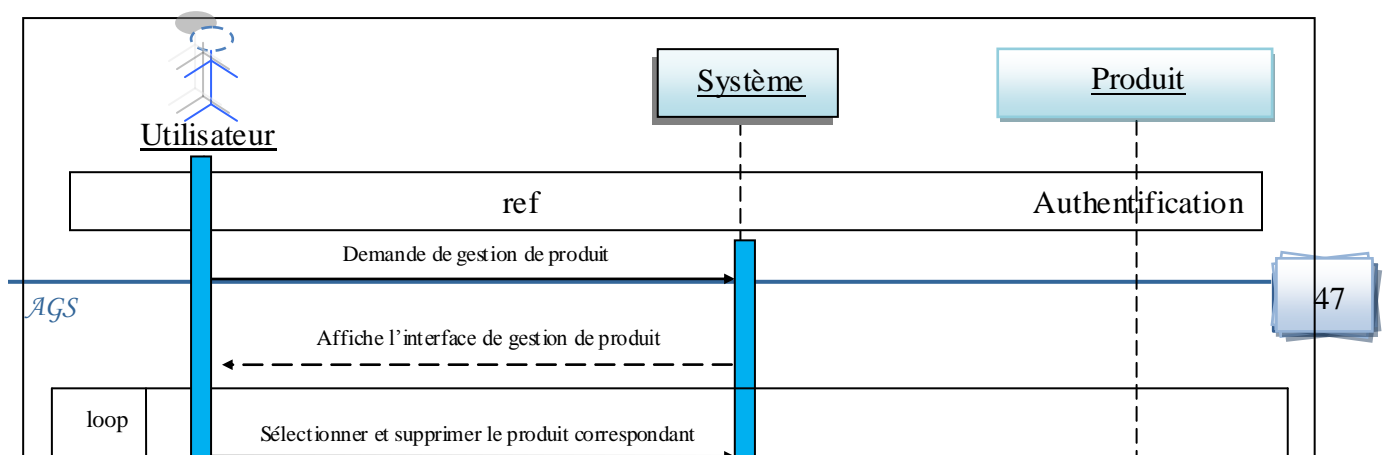 Système
Produit
Utilisateur
ref
Authentification
Demande de gestion de produit
AGS
47
Affiche l’interface de gestion de produit
loop
Sélectionner et supprimer le produit correspondant